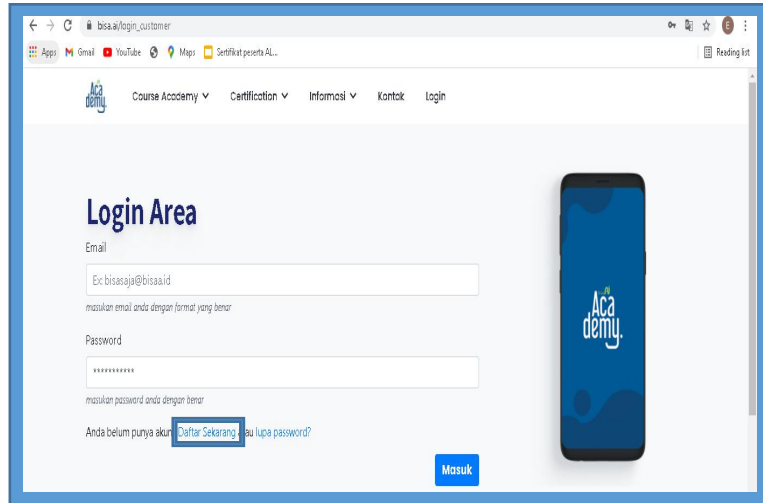 bisa.ai/login_customer
E
Apps Gmail YouTube Maps Sertifikat peserta AL... Reading list
Aca
demy.
Course Academy Certification Informasi Kontak Login
Login Area
Email
Ex: bisasaja@bisaa.id
masukan email anda dengan format yang benar
Password
**********
masukan password anda dengan benar
Anda belum punya akun Daftar Sekarang au lupa password?
Masuk
Aca
demy.